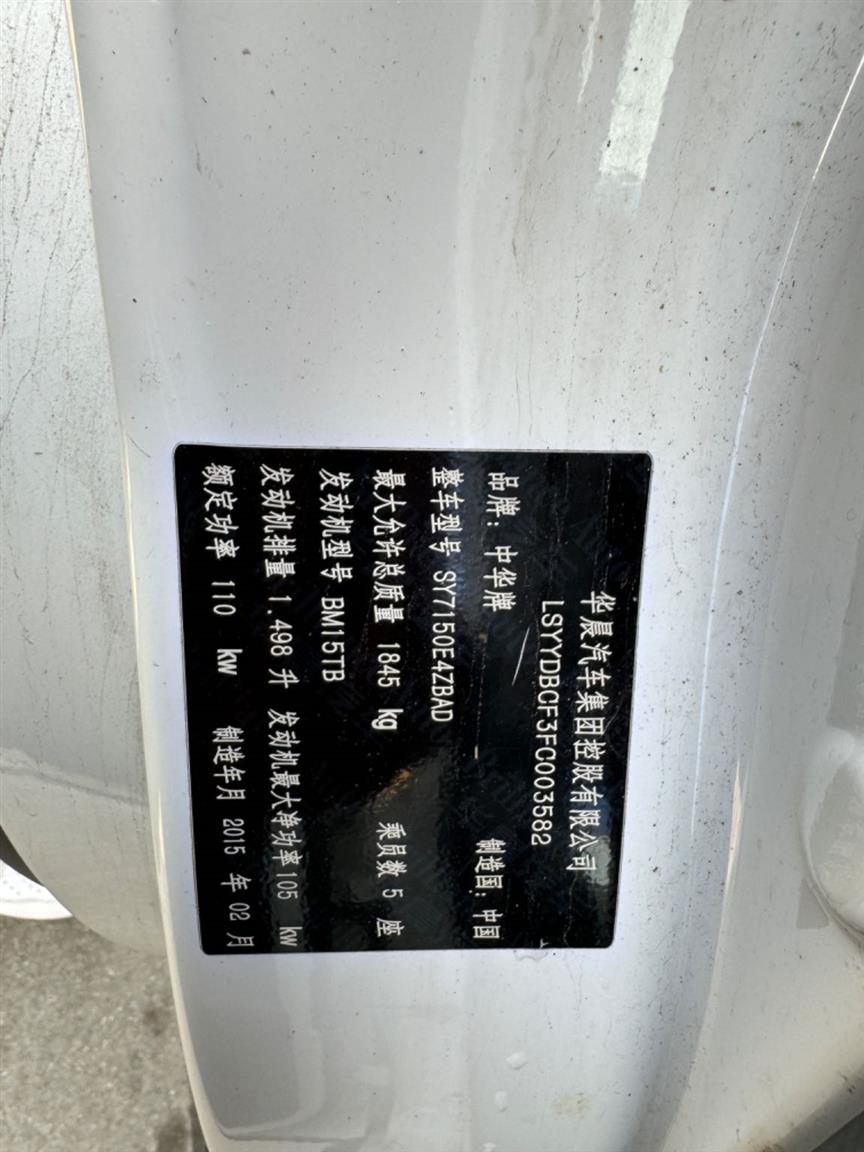 华晨汽车集团控股有限公司
LSYYDBCF3FC003582
品牌：中华牌 制造国：中国
整车型号 SY7150E4ZBAD
最大允许总质量 1845 kg 乘员数 5 座
发动机型号 BM15TB
发动机排量 1.498 升 发动机最大净功率105 kw
额定功率 110 kw 制造年月 2015 年 02 月